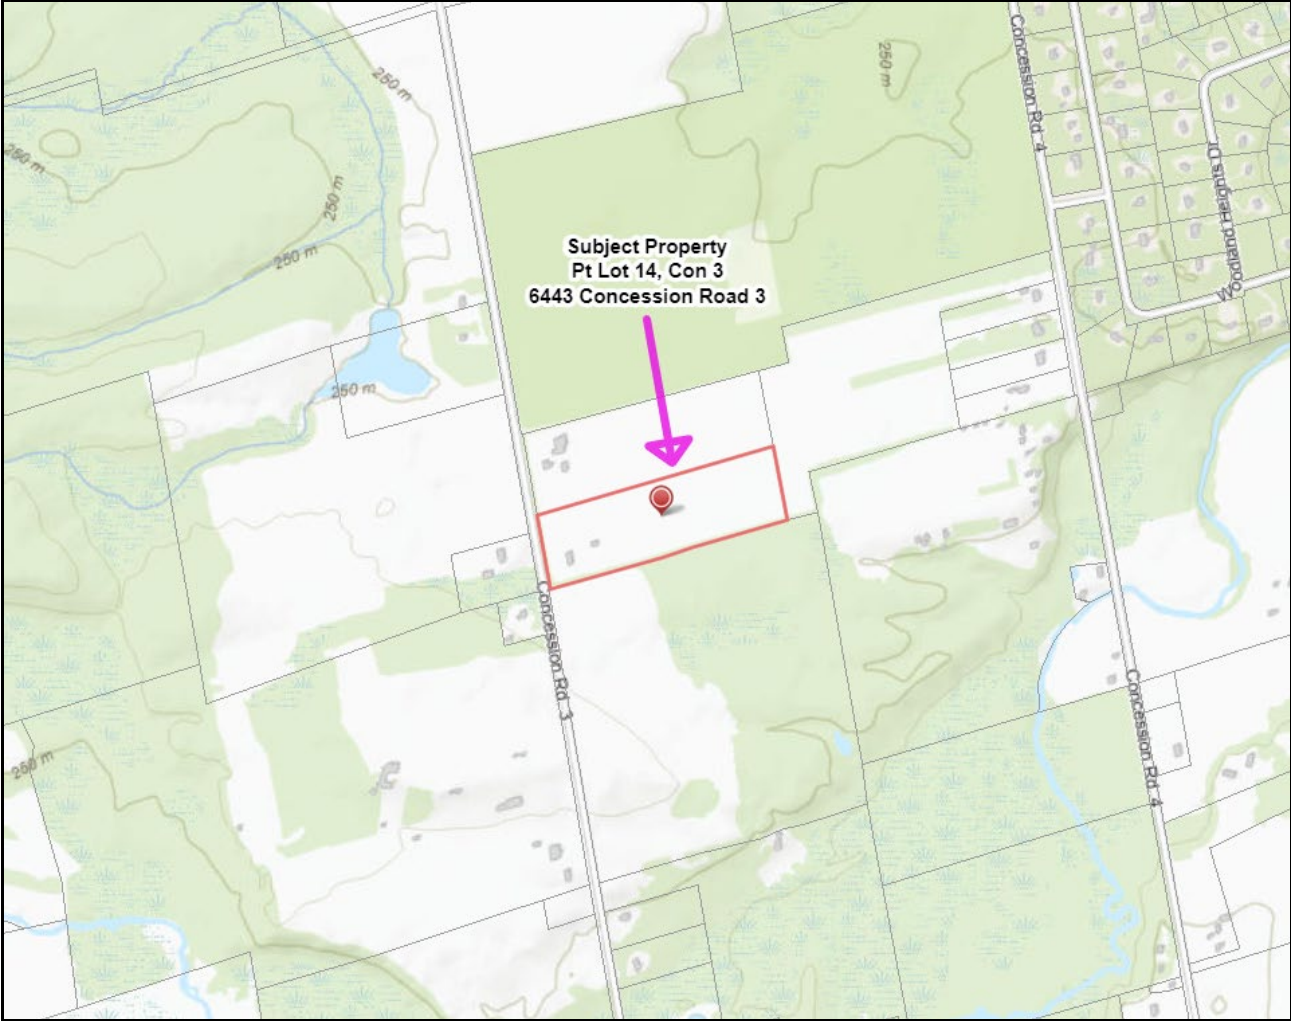 250 m
250 m
Concession Rd 4
250 m
250 m
250 m
Woodland Heights Dr
Subject Property
Pt Lot 14, Con 3
6443 Concession Road 3
250 m
Concession Rd 3
Concession Rd 4
250 m